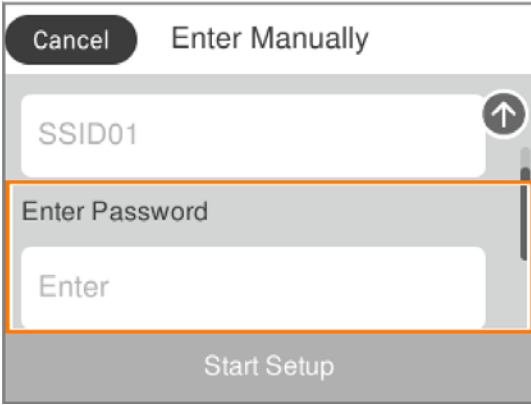 Cancel Enter Manually
SSID01
Enter Password
Enter
Start Setup